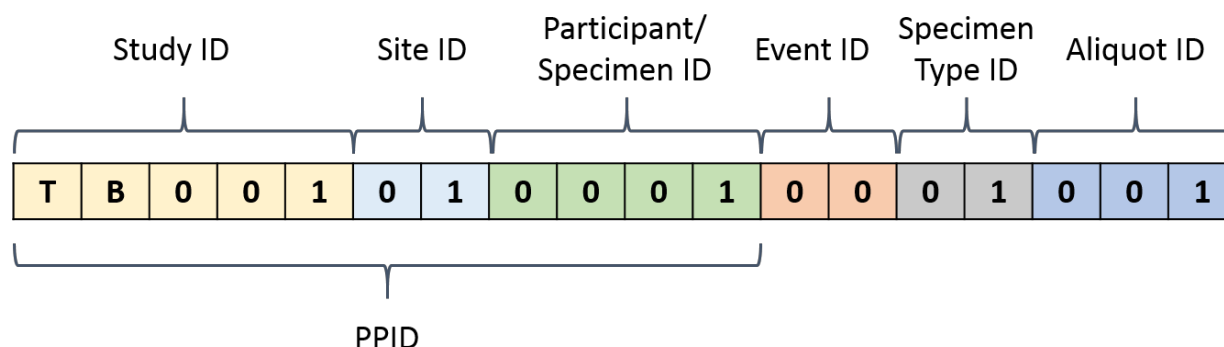 Study ID
Site ID
Participant/
Specimen ID
Event ID
Specimen
Type ID
Aliquot ID
T B 0 0 1 0 1 0 0 0 1 0 0 0 1 0 0 1
PPID